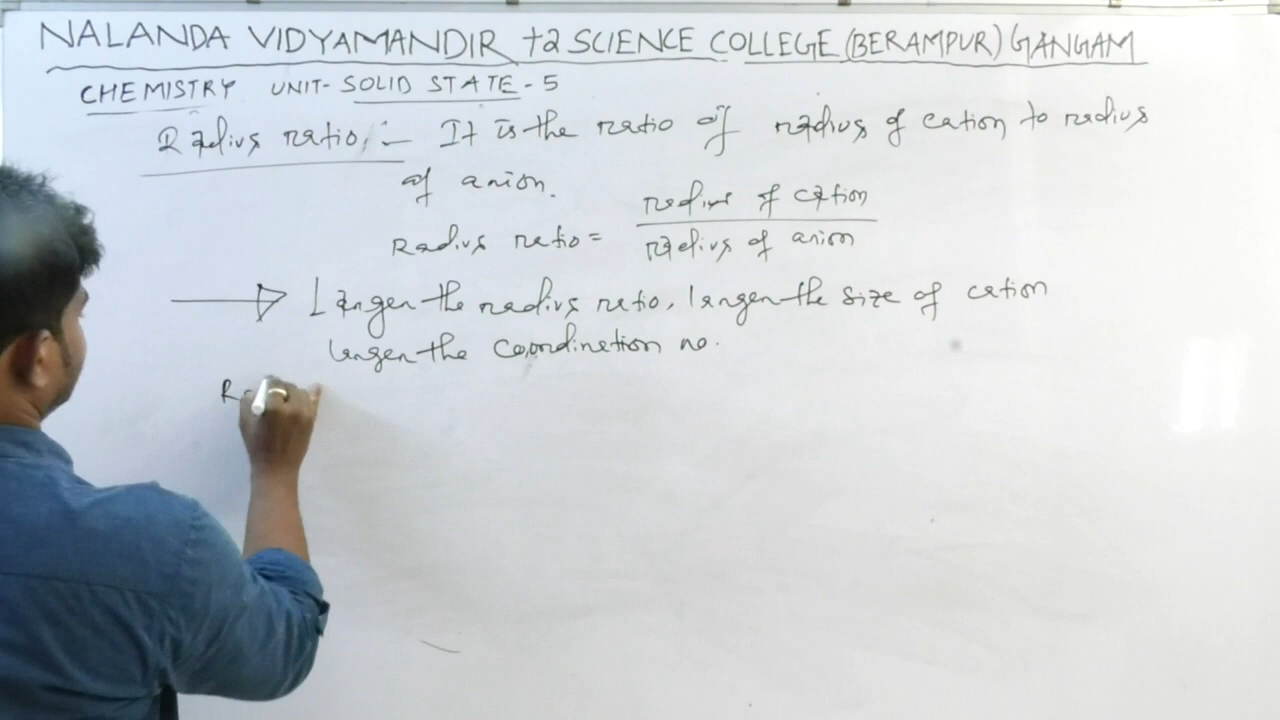 NALANDA VIDYAMANDIR +2 SCIENCE COLLEGE (BERAMPUR) GANGAM
CHEMISTRY UNIT- SOLID STATE - 5
Radius ratio :- It is the ratio of radius of cation to radius
of anion.
Radius ratio = radius of cation
radius of anion
→ Larger the radius ratio, larger the size of cation
larger the coordination no.
R